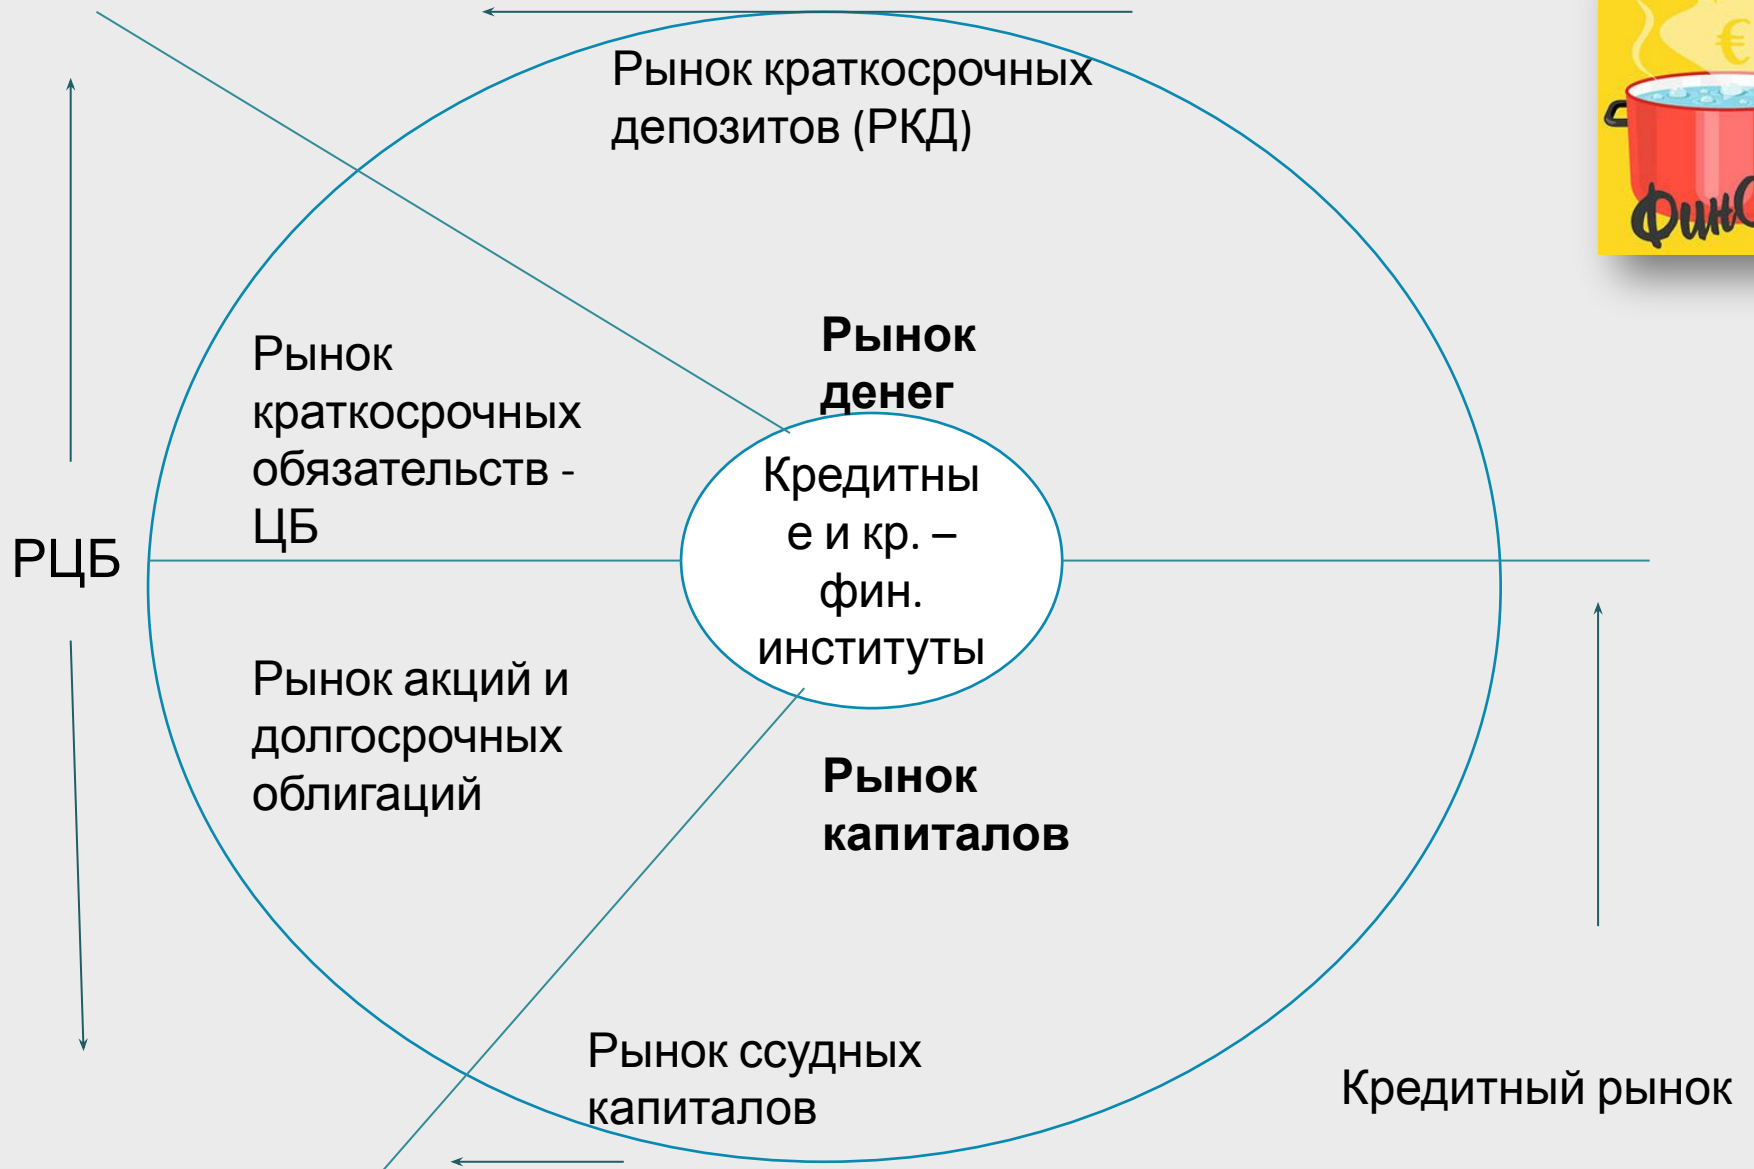 Рынок краткосрочных
депозитов (РКД)
Рынок
денег
Рынок
краткосрочных
обязательств -
ЦБ
Кредитны
е и кр. –
фин.
институты
РЦБ
Рынок акций и
долгосрочных
облигаций
Рынок
капиталов
Рынок ссудных
капиталов
Кредитный рынок
€